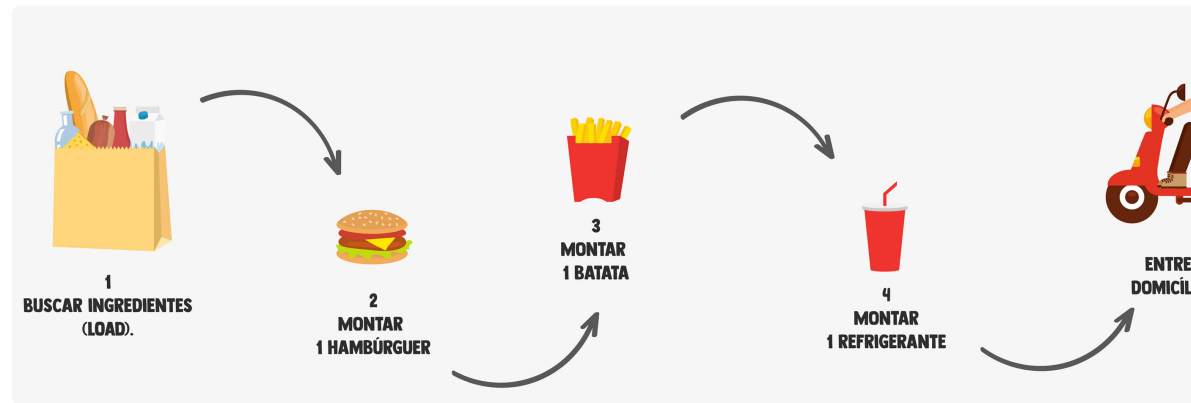 1
BUSCAR INGREDIENTES
(LOAD).
2
MONTAR
1 HAMBÚRGUER
3
MONTAR
1 BATATA
4
MONTAR
1 REFRIGERANTE